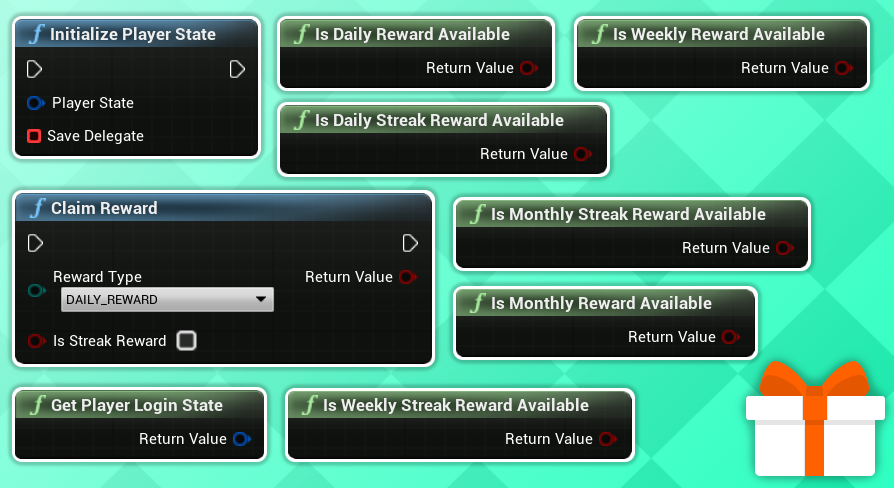 f Initialize Player State
Player State
Save Delegate
f Is Daily Reward Available
Return Value
f Is Weekly Reward Available
Return Value
f Is Daily Streak Reward Available
Return Value
f Claim Reward
Reward Type
Return Value
DAILY_REWARD
Is Streak Reward
f Is Monthly Streak Reward Available
Return Value
f Is Monthly Reward Available
Return Value
f Get Player Login State
Return Value
f Is Weekly Streak Reward Available
Return Value